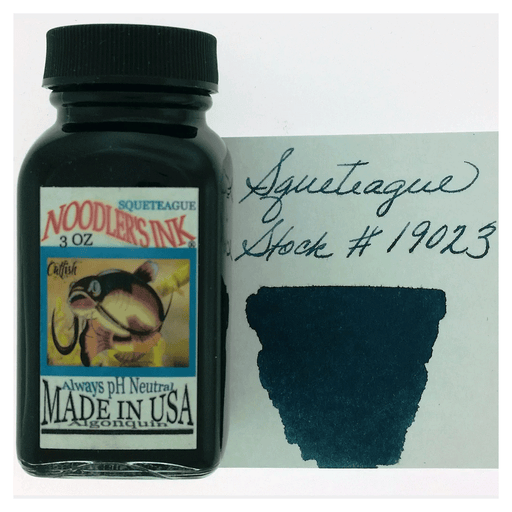 SQUETEAGUE
NOODLER'S INK ®
3 OZ
Catfish
Always pH Neutral
MADE IN USA
Algonquin
Squeteague
Stock # 19023